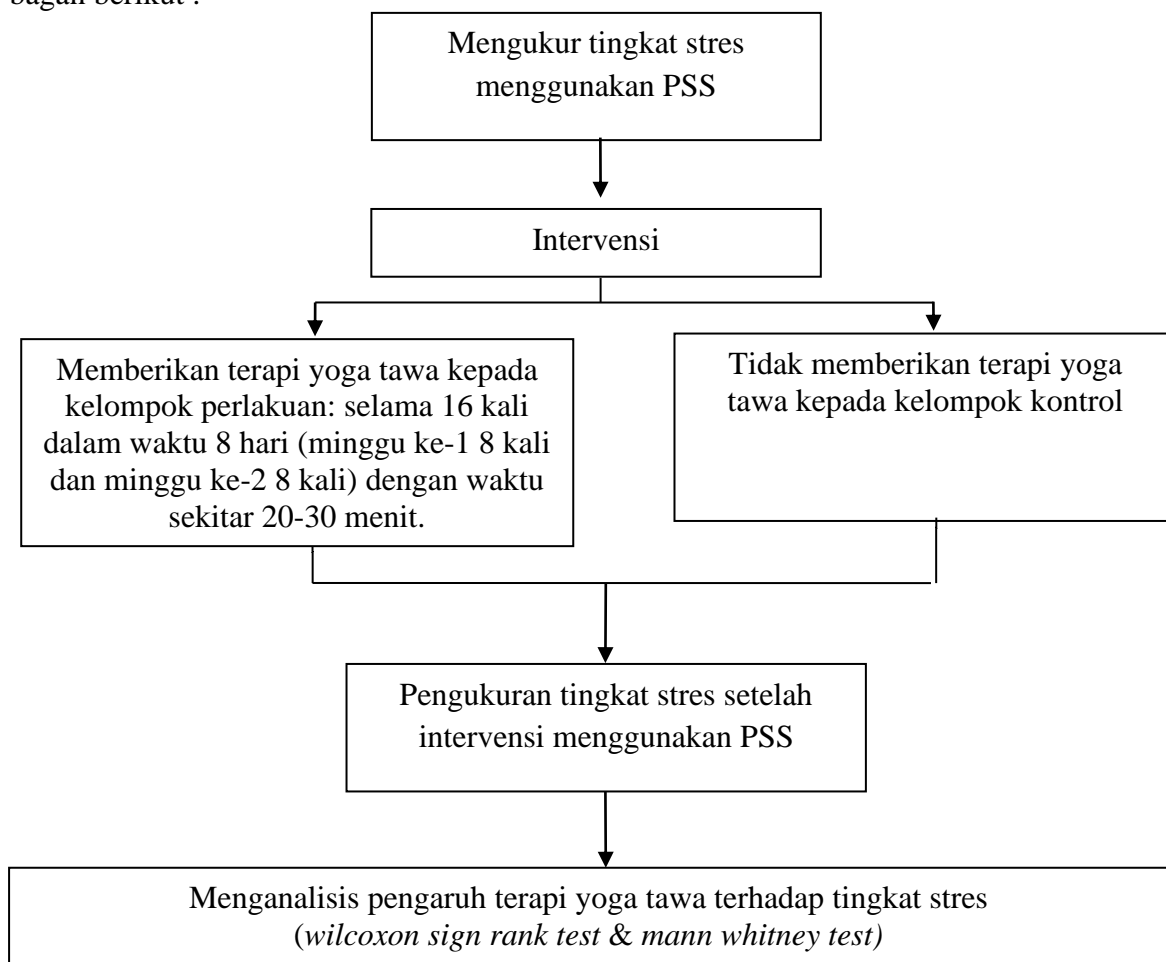 bagan berikut :
Mengukur tingkat stres
menggunakan PSS
Intervensi
Memberikan terapi yoga tawa kepada
kelompok perlakuan: selama 16 kali
dalam waktu 8 hari (minggu ke-1 8 kali
dan minggu ke-2 8 kali) dengan waktu
sekitar 20-30 menit.
Tidak memberikan terapi yoga
tawa kepada kelompok kontrol
Pengukuran tingkat stres setelah
intervensi menggunakan PSS
Menganalisis pengaruh terapi yoga tawa terhadap tingkat stres
(wilcoxon sign rank test & mann whitney test)